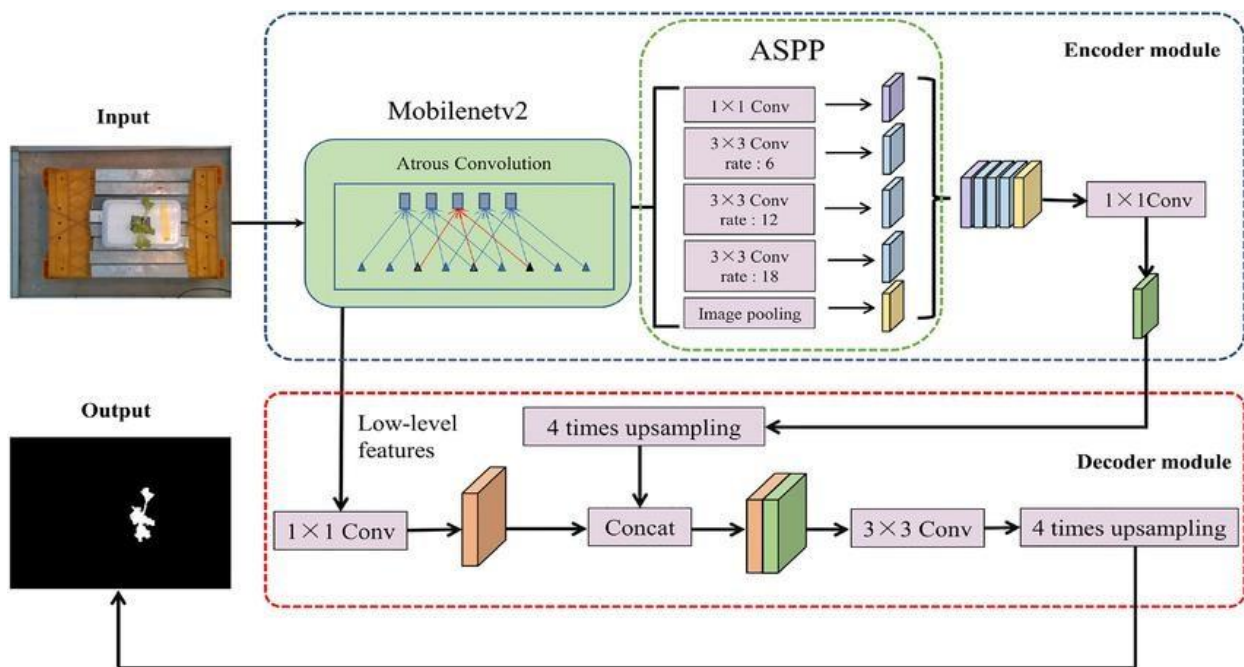 Encoder module
ASPP
Input
Mobilenetv2
Atrous Convolution
1×1 Conv
3×3 Conv
rate : 6
3×3 Conv
rate : 12
3×3 Conv
rate : 18
Image pooling
1×1Conv
Output
Low-level
features
4 times upsampling
Decoder module
1×1 Conv
Concat
3×3 Conv
4 times upsampling